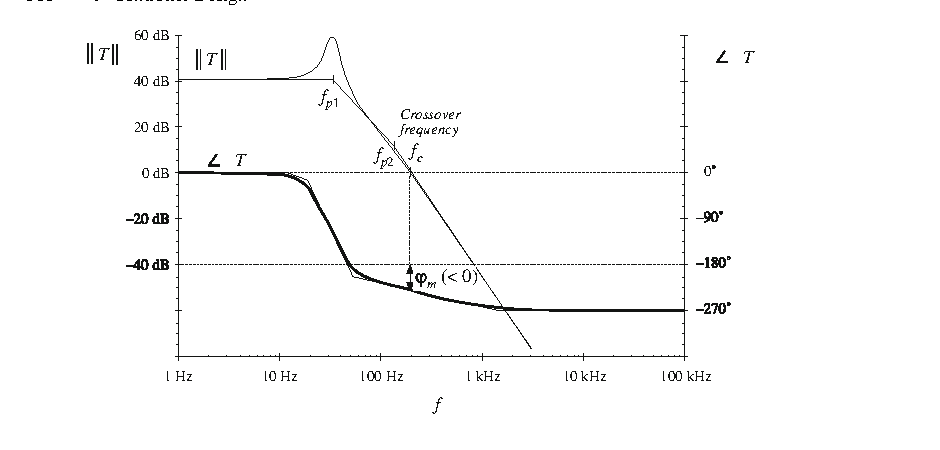 60 dB
‖ T ‖
‖ T ‖
∠ T
40 dB
f_p1
Crossover
frequency
20 dB
f_p2
f_c
∠ T
0 dB
0°
−20 dB
−90°
−40 dB
−180°
φ_m (< 0)
−270°
1 Hz
10 Hz
100 Hz
1 kHz
10 kHz
100 kHz
f